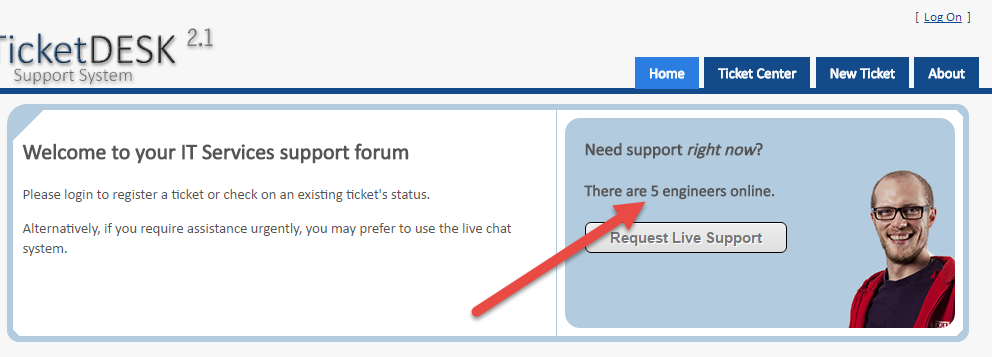 [ Log On ]
TicketDESK 2.1
Support System
Home Ticket Center New Ticket About
Welcome to your IT Services support forum
Please login to register a ticket or check on an existing ticket's status.
Alternatively, if you require assistance urgently, you may prefer to use the live chat
system.
Need support right now?
There are 5 engineers online.
Request Live Support